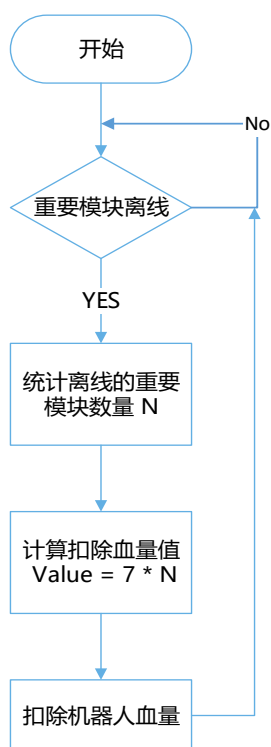 开始
No
重要模块离线
YES
统计离线的重要
模块数量 N
计算扣除血量值
Value = 7 * N
扣除机器人血量